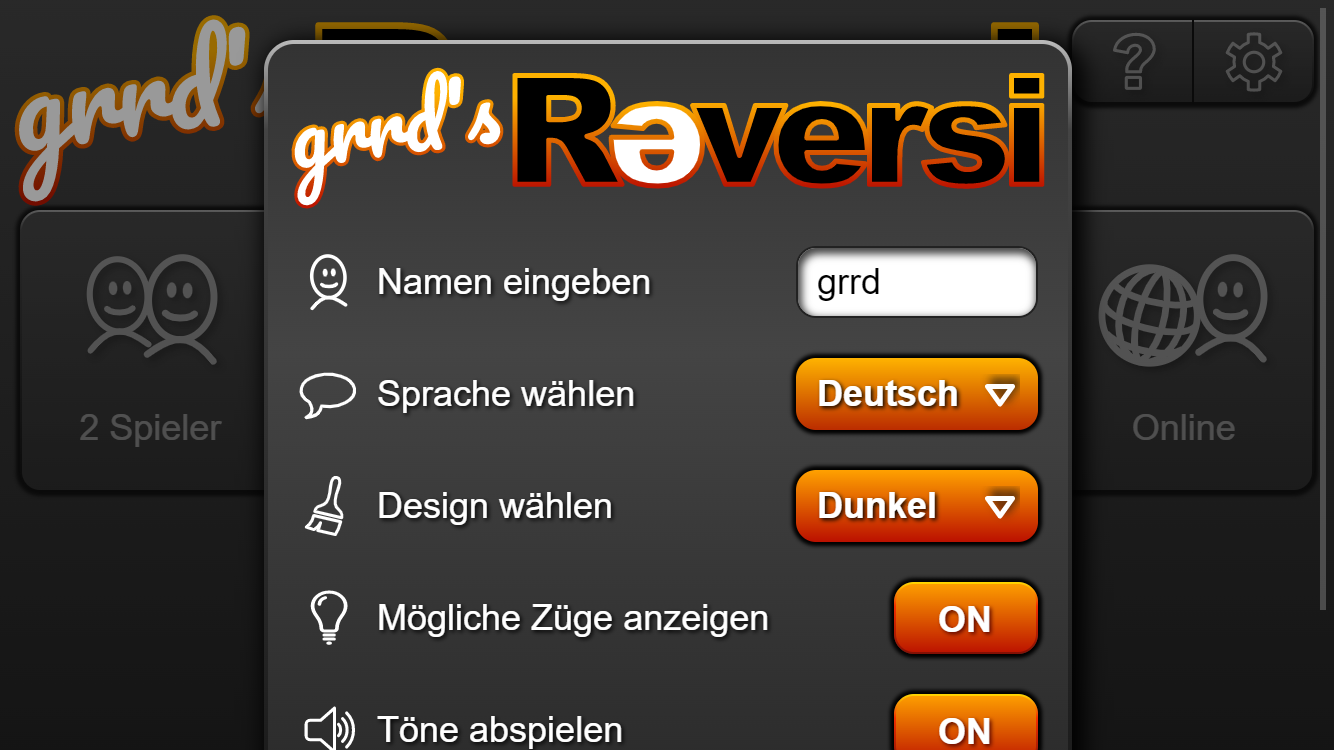 grrd's
grrd's Reversi
Namen eingeben grrd
Sprache wählen Deutsch
Design wählen Dunkel
Mögliche Züge anzeigen ON
Töne abspielen ON
2 Spieler
Online
?